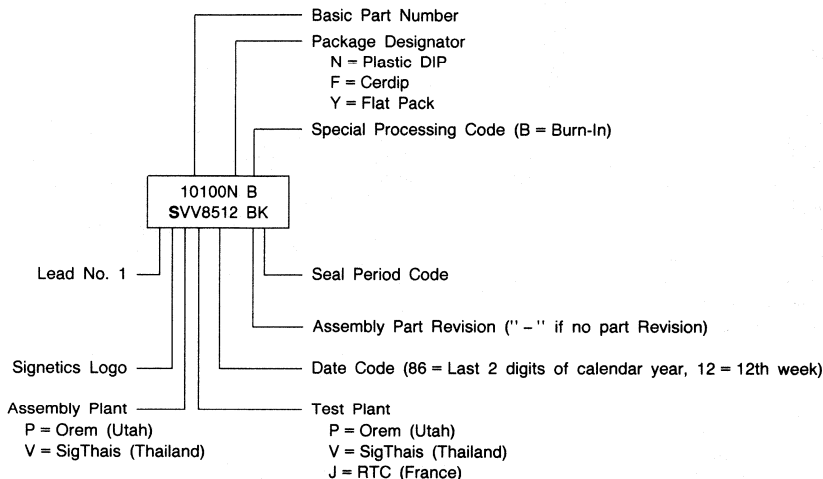 Basic Part Number
Package Designator
N = Plastic DIP
F = Cerdip
Y = Flat Pack
Special Processing Code (B = Burn-In)
10100N B
SVV8512 BK
Lead No. 1
Seal Period Code
Assembly Part Revision ("–" if no part Revision)
Signetics Logo
Date Code (86 = Last 2 digits of calendar year, 12 = 12th week)
Assembly Plant
P = Orem (Utah)
V = SigThais (Thailand)
Test Plant
P = Orem (Utah)
V = SigThais (Thailand)
J = RTC (France)